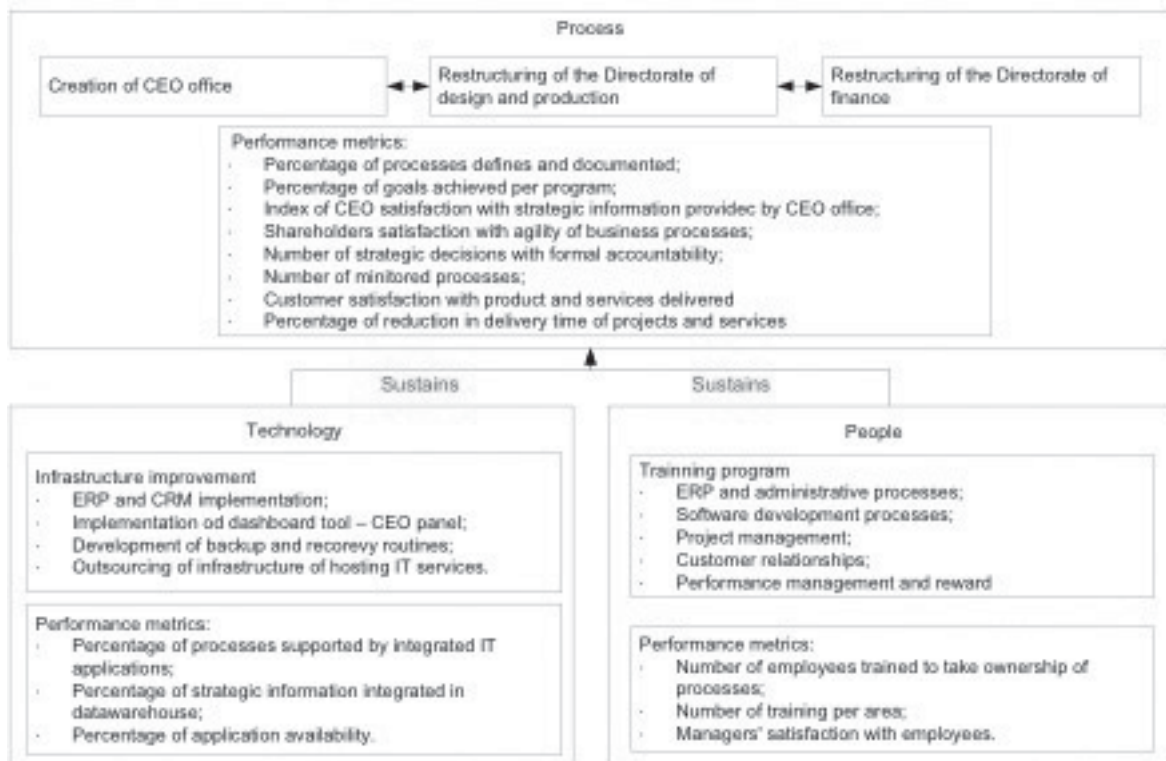 Process
Creation of CEO office
Restructuring of the Directorate of
design and production
Restructuring of the Directorate of
finance
Performance metrics:
· Percentage of processes defines and documented;
· Percentage of goals achieved per program;
· Index of CEO satisfaction with strategic information providec by CEO office;
· Shareholders satisfaction with agility of business processes;
· Number of strategic decisions with formal accountability;
· Number of minitored processes;
· Customer satisfaction with product and services delivered
· Percentage of reduction in delivery time of projects and services
Sustains
Sustains
Technology
Infrastructure improvement
· ERP and CRM implementation;
· Implementation od dashboard tool – CEO panel;
· Development of backup and recorevy routines;
· Outsourcing of infrastructure of hosting IT services.
Performance metrics:
· Percentage of processes supported by integrated IT
applications;
· Percentage of strategic information integrated in
datawarehouse;
· Percentage of application availability.
People
Trainning program
· ERP and administrative processes;
· Software development processes;
· Project management;
· Customer relationships;
· Performance management and reward
Performance metrics:
· Number of employees trained to take ownership of
processes;
· Number of training per area;
· Managers' satisfaction with employees.